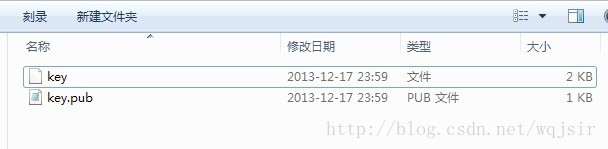 刻录 新建文件夹
名称 修改日期 类型 大小
key 2013-12-17 23:59 文件 2 KB
key.pub 2013-12-17 23:59 PUB 文件 1 KB
http://blog.csdn.net/wqjsir